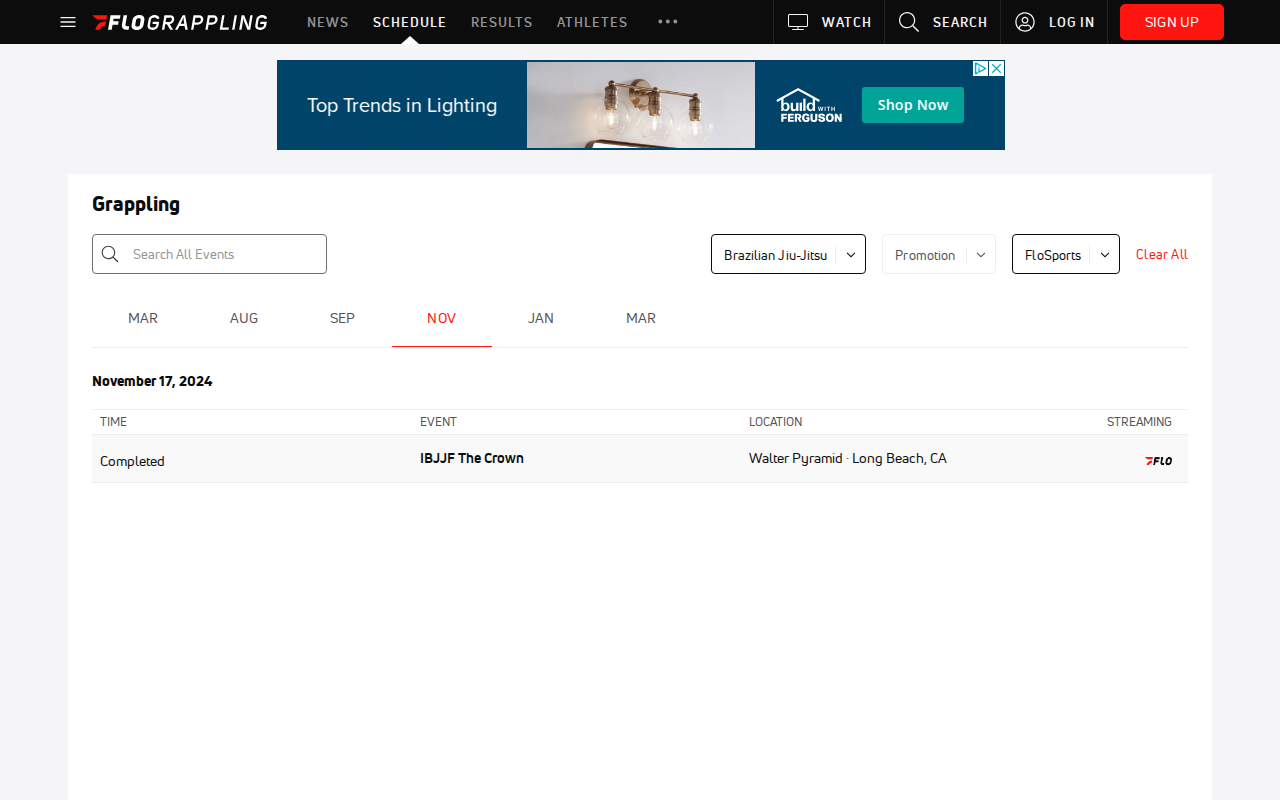 FLOGRAPPLING NEWS SCHEDULE RESULTS ATHLETES WATCH SEARCH LOG IN SIGN UP
Top Trends in Lighting build WITH FERGUSON Shop Now
Grappling
Search All Events Brazilian Jiu-Jitsu Promotion FloSports Clear All
MAR AUG SEP NOV JAN MAR
November 17, 2024
TIME EVENT LOCATION STREAMING
Completed IBJJF The Crown Walter Pyramid · Long Beach, CA FLO